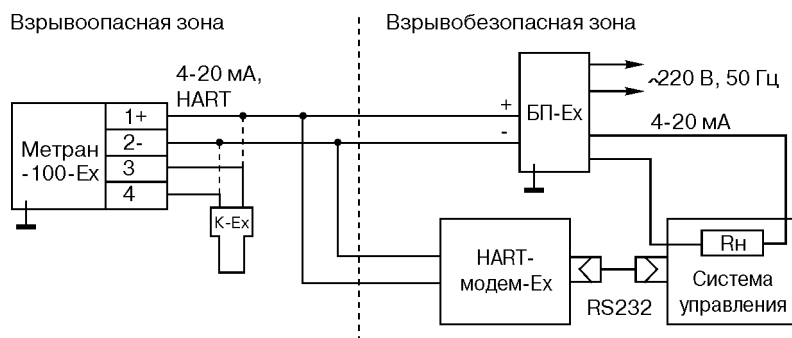 Взрывоопасная зона
Взрывобезопасная зона
4-20 мА,
HART
Метран
-100-Ex
1+
2-
3
4
К-Ex
+
-
БП-Ex
~220 В, 50 Гц
4-20 мА
HART-
модем-Ex
RS232
Rн
Система
управления